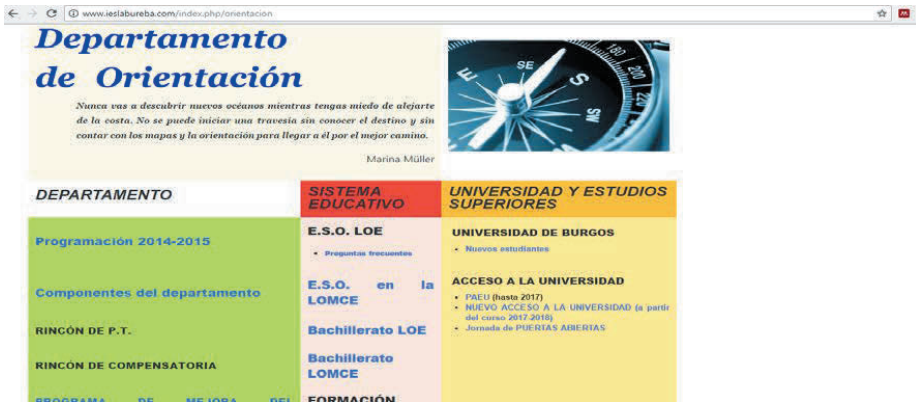 www.ieslabureba.com/index.php/orientacion
Departamento
de Orientación
Nunca vas a descubrir nuevos océanos mientras tengas miedo de alejarte
de la costa. No se puede iniciar una travesía sin conocer el destino y sin
contar con los mapas y la orientación para llegar a él por el mejor camino.
Marina Müller
SE
E
S
SW
180
200
220
DEPARTAMENTO
Programación 2014-2015
Componentes del departamento
RINCÓN DE P.T.
RINCÓN DE COMPENSATORIA
PROGRAMA DE MEJORA DEL
SISTEMA
EDUCATIVO
E.S.O. LOE
• Preguntas frecuentes
E.S.O. en la
LOMCE
Bachillerato LOE
Bachillerato
LOMCE
FORMACIÓN
UNIVERSIDAD Y ESTUDIOS
SUPERIORES
UNIVERSIDAD DE BURGOS
• Nuevos estudiantes
ACCESO A LA UNIVERSIDAD
• PAEU (hasta 2017)
• NUEVO ACCESO A LA UNIVERSIDAD (a partir
del curso 2017-2018)
• Jornada de PUERTAS ABIERTAS